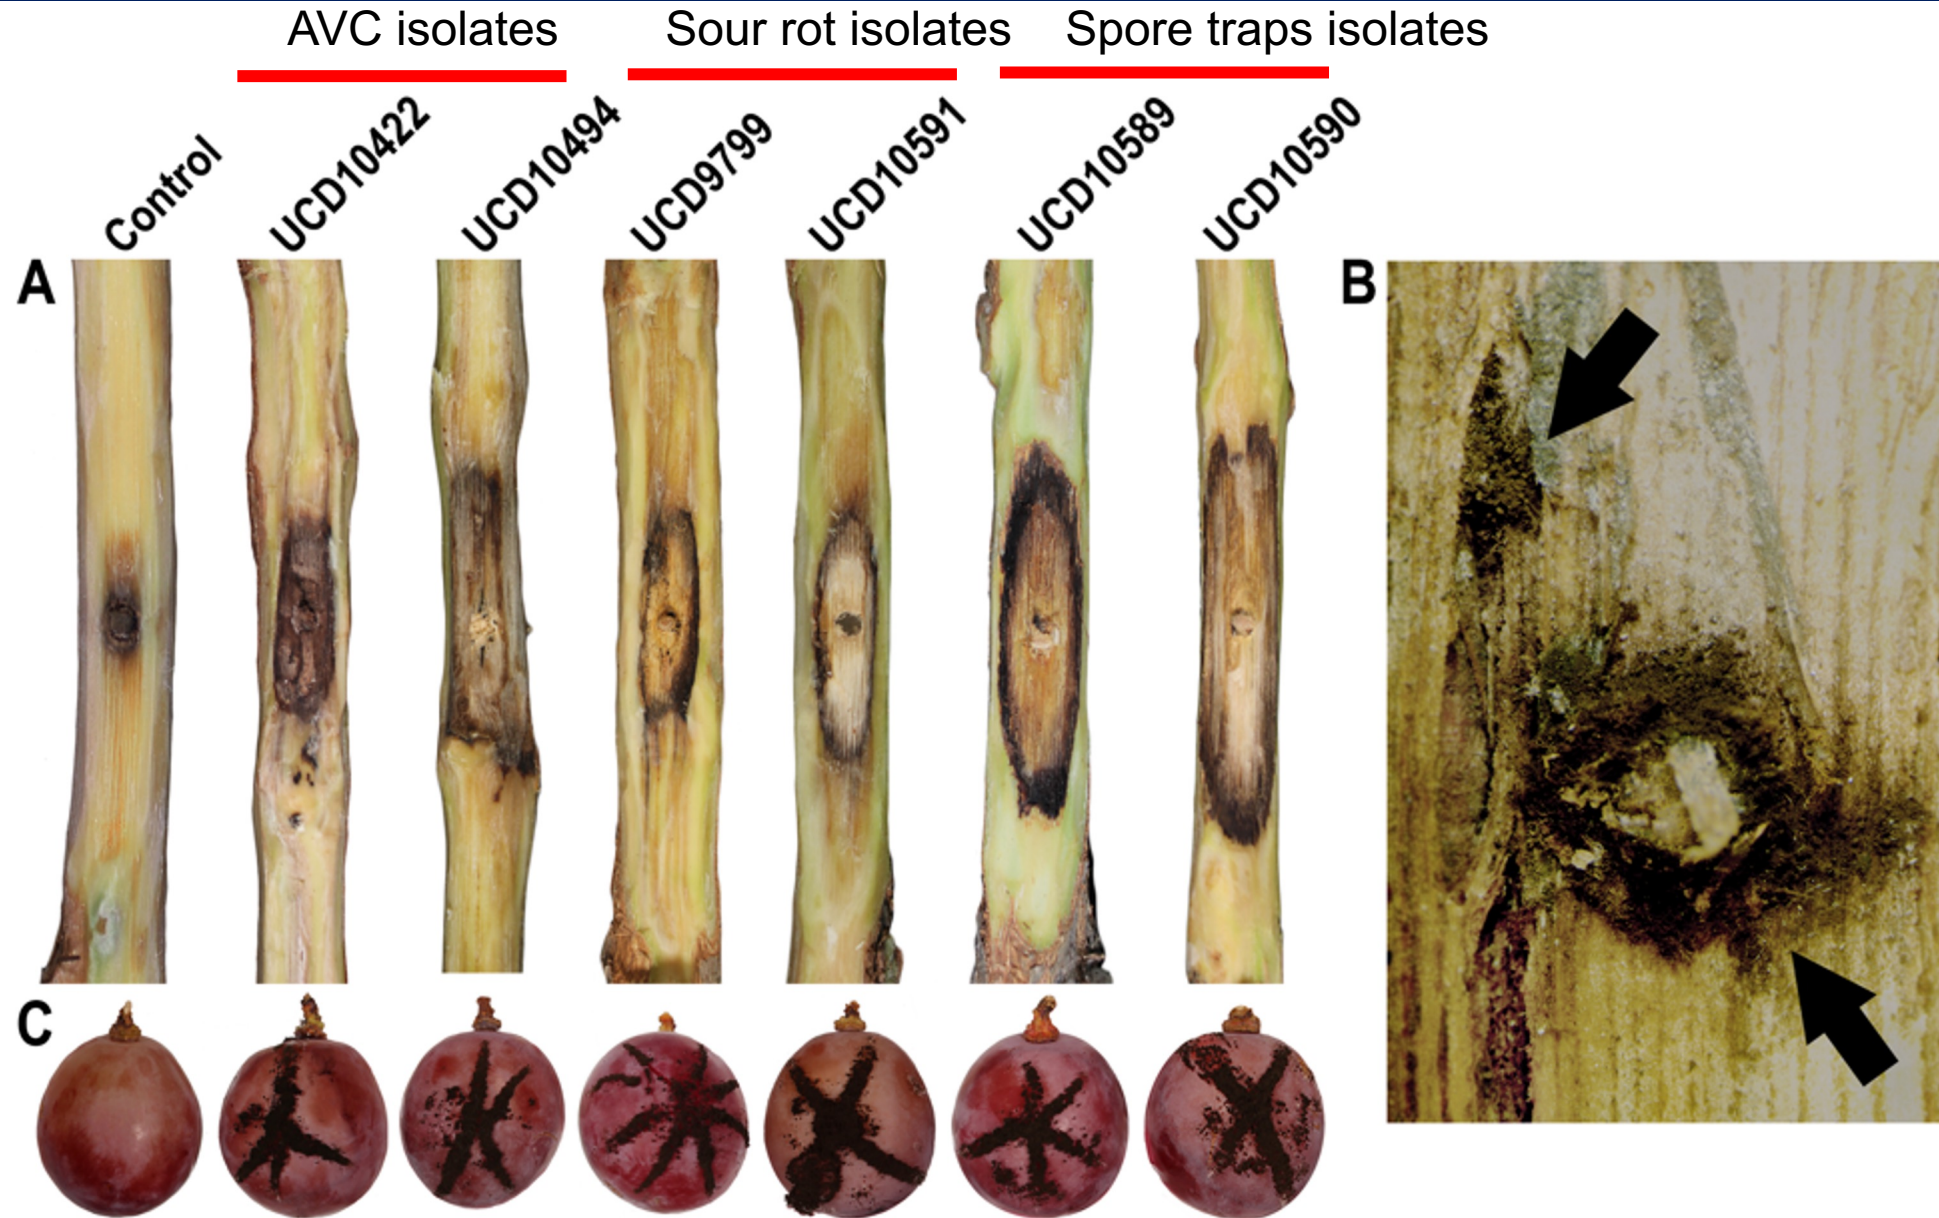 AVC isolates
Sour rot isolates
Spore traps isolates
Control
UCD10422
UCD10494
UCD9799
UCD10591
UCD10589
UCD10590
A
B
C